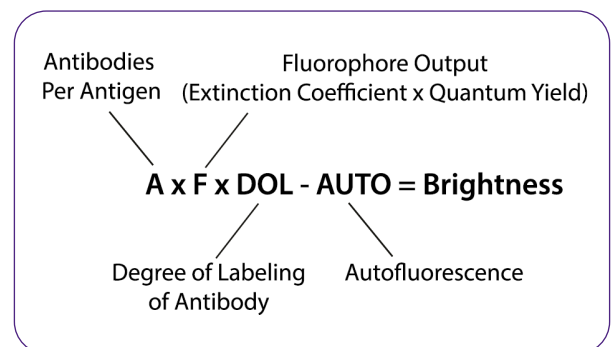 Antibodies
Per Antigen
Fluorophore Output
(Extinction Coefficient x Quantum Yield)
A x F x DOL - AUTO = Brightness
Degree of Labeling
of Antibody
Autofluorescence